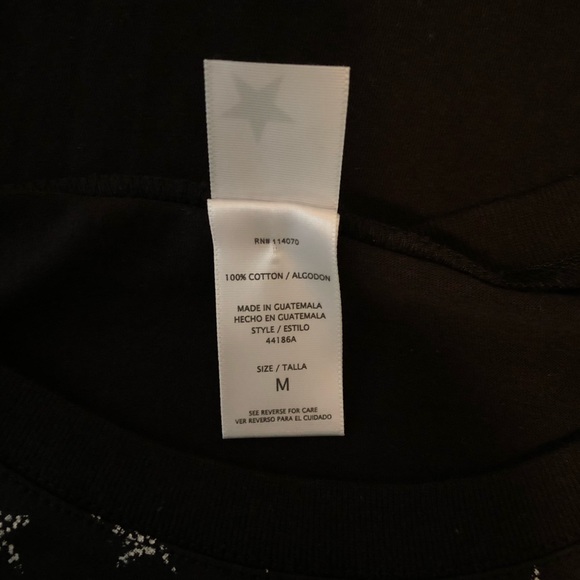 RN# 114070
100% COTTON / ALGODON
MADE IN GUATEMALA
HECHO EN GUATEMALA
STYLE / ESTILO
44186A
SIZE / TALLA
M
SEE REVERSE FOR CARE
VER REVERSO PARA EL CUIDADO